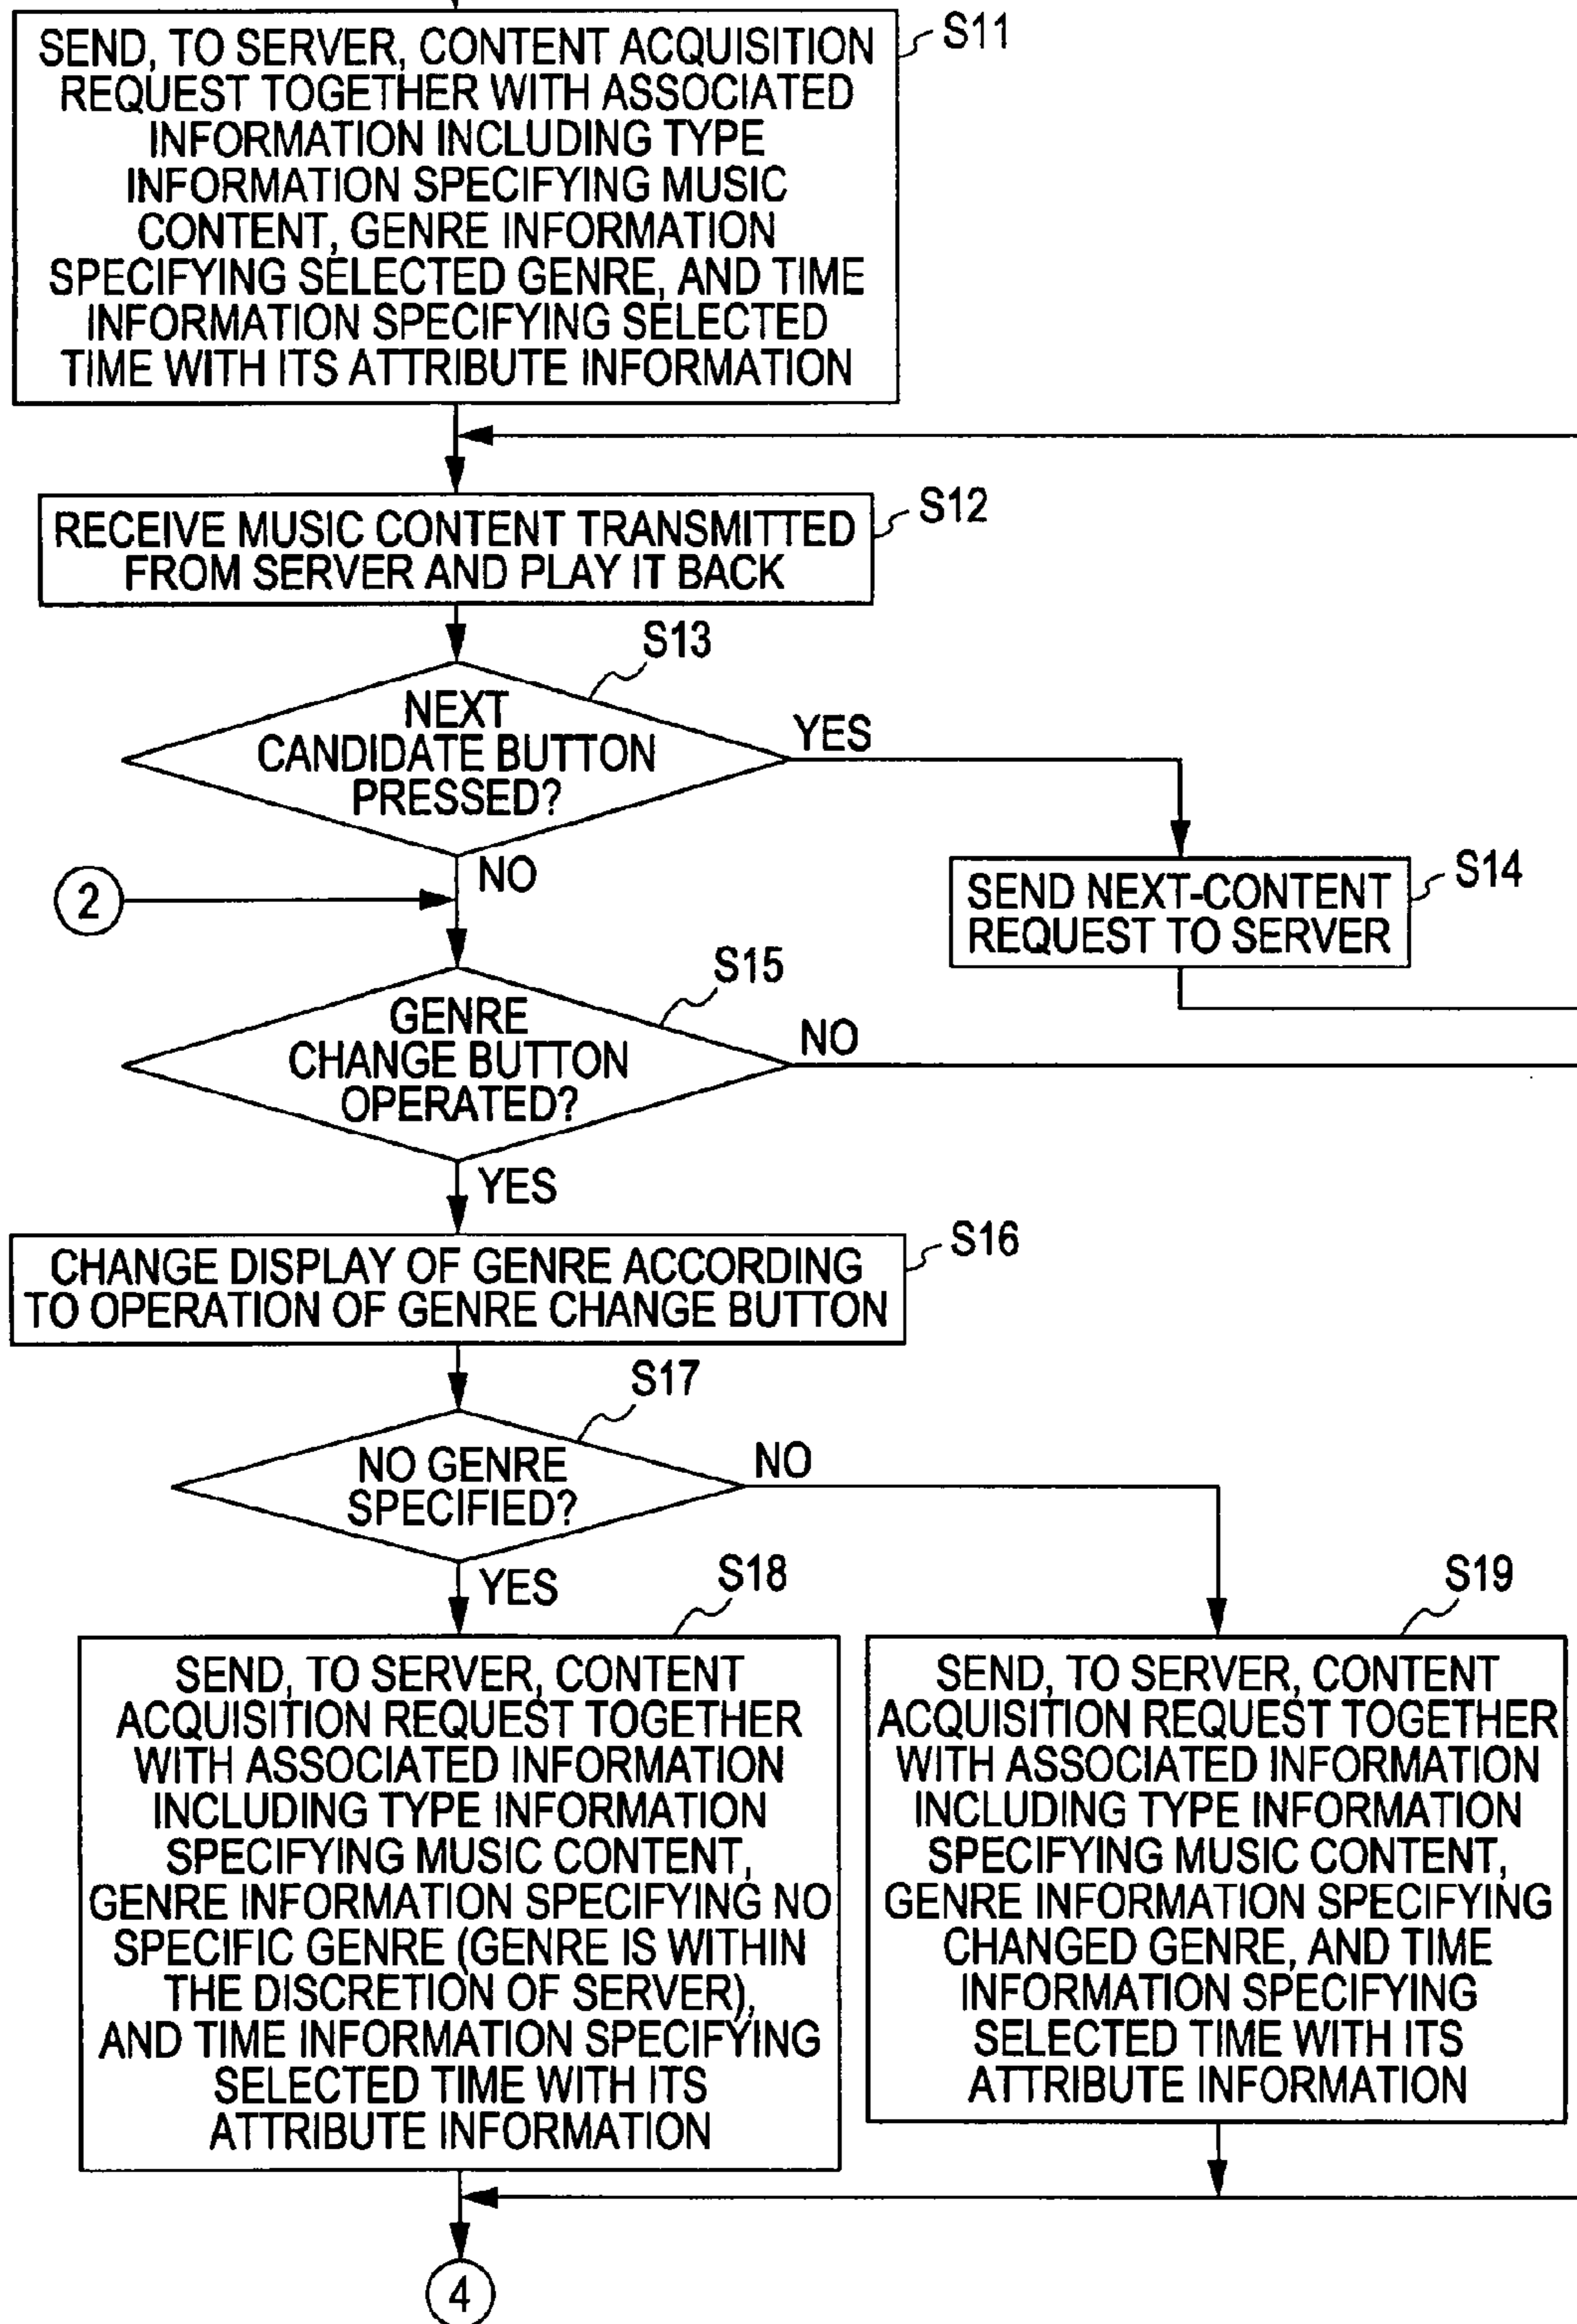 S11
SEND, TO SERVER, CONTENT ACQUISITION
REQUEST TOGETHER WITH ASSOCIATED
INFORMATION INCLUDING TYPE
INFORMATION SPECIFYING MUSIC
CONTENT, GENRE INFORMATION
SPECIFYING SELECTED GENRE, AND TIME
INFORMATION SPECIFYING SELECTED
TIME WITH ITS ATTRIBUTE INFORMATION
S12
RECEIVE MUSIC CONTENT TRANSMITTED
FROM SERVER AND PLAY IT BACK
S13
NEXT
CANDIDATE BUTTON
PRESSED?
YES
NO
S14
SEND NEXT-CONTENT
REQUEST TO SERVER
2
S15
GENRE
CHANGE BUTTON
OPERATED?
NO
YES
S16
CHANGE DISPLAY OF GENRE ACCORDING
TO OPERATION OF GENRE CHANGE BUTTON
S17
NO GENRE
SPECIFIED?
NO
YES
S18
SEND, TO SERVER, CONTENT
ACQUISITION REQUEST TOGETHER
WITH ASSOCIATED INFORMATION
INCLUDING TYPE INFORMATION
SPECIFYING MUSIC CONTENT,
GENRE INFORMATION SPECIFYING NO
SPECIFIC GENRE (GENRE IS WITHIN
THE DISCRETION OF SERVER),
AND TIME INFORMATION SPECIFYING
SELECTED TIME WITH ITS
ATTRIBUTE INFORMATION
S19
SEND, TO SERVER, CONTENT
ACQUISITION REQUEST TOGETHER
WITH ASSOCIATED INFORMATION
INCLUDING TYPE INFORMATION
SPECIFYING MUSIC CONTENT,
GENRE INFORMATION SPECIFYING
CHANGED GENRE, AND TIME
INFORMATION SPECIFYING
SELECTED TIME WITH ITS
ATTRIBUTE INFORMATION
4